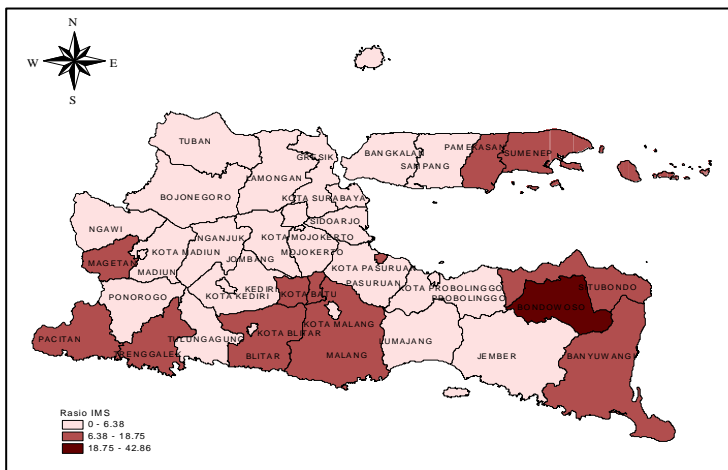 N
W E
S
TUBAN
GRESIK
LAMONGAN
BANGKALAN
SAMPANG
PAMEKASAN
SUMENEP
BOJONEGORO
KOTA SURABAYA
SIDOARJO
NGAWI
NGANJUK
KOTA MOJOKERTO
MOJOKERTO
MAGETAN
KOTA MADIUN
MADIUN
JOMBANG
KOTA PASURUAN
PASURUAN
PONOROGO
KOTA KEDIRI
KEDIRI
KOTA BATU
KOTA PROBOLINGGO
PROBOLINGGO
SITUBONDO
BONDOWOSO
PACITAN
TRENGGALEK
TULUNGAGUNG
KOTA BLITAR
BLITAR
KOTA MALANG
MALANG
LUMAJANG
JEMBER
BANYUWANGI
Rasio IMS
0 - 6.38
6.38 - 18.75
18.75 - 42.86